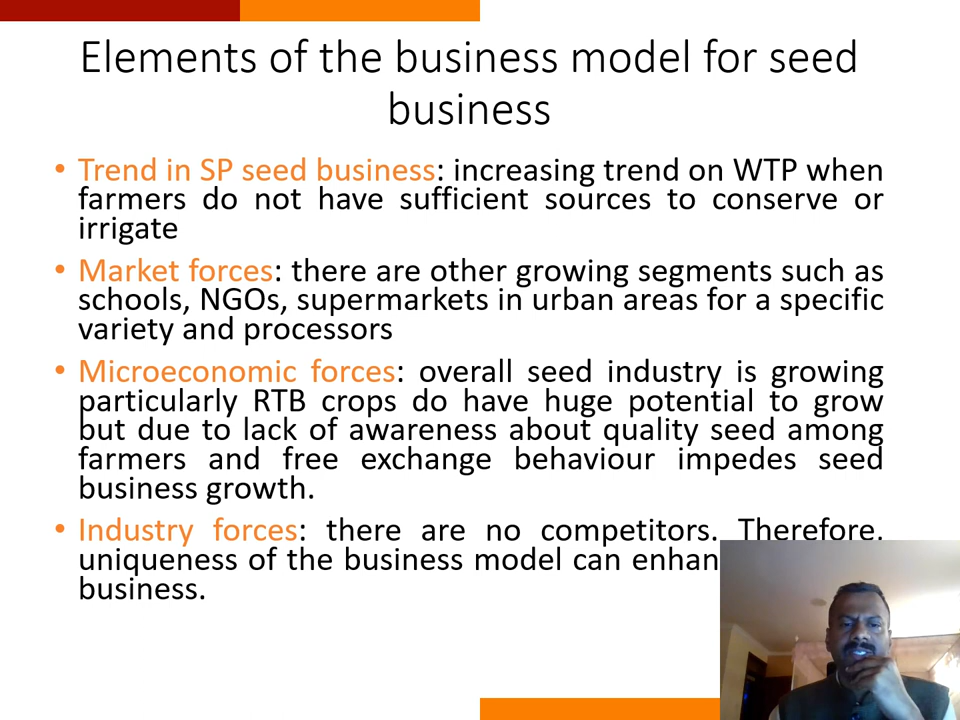 Elements of the business model for seed
business
• Trend in SP seed business: increasing trend on WTP when
farmers do not have sufficient sources to conserve or
irrigate
• Market forces: there are other growing segments such as
schools, NGOs, supermarkets in urban areas for a specific
variety and processors
• Microeconomic forces: overall seed industry is growing
particularly RTB crops do have huge potential to grow
but due to lack of awareness about quality seed among
farmers and free exchange behaviour impedes seed
business growth.
• Industry forces: there are no competitors. Therefore,
uniqueness of the business model can
business.